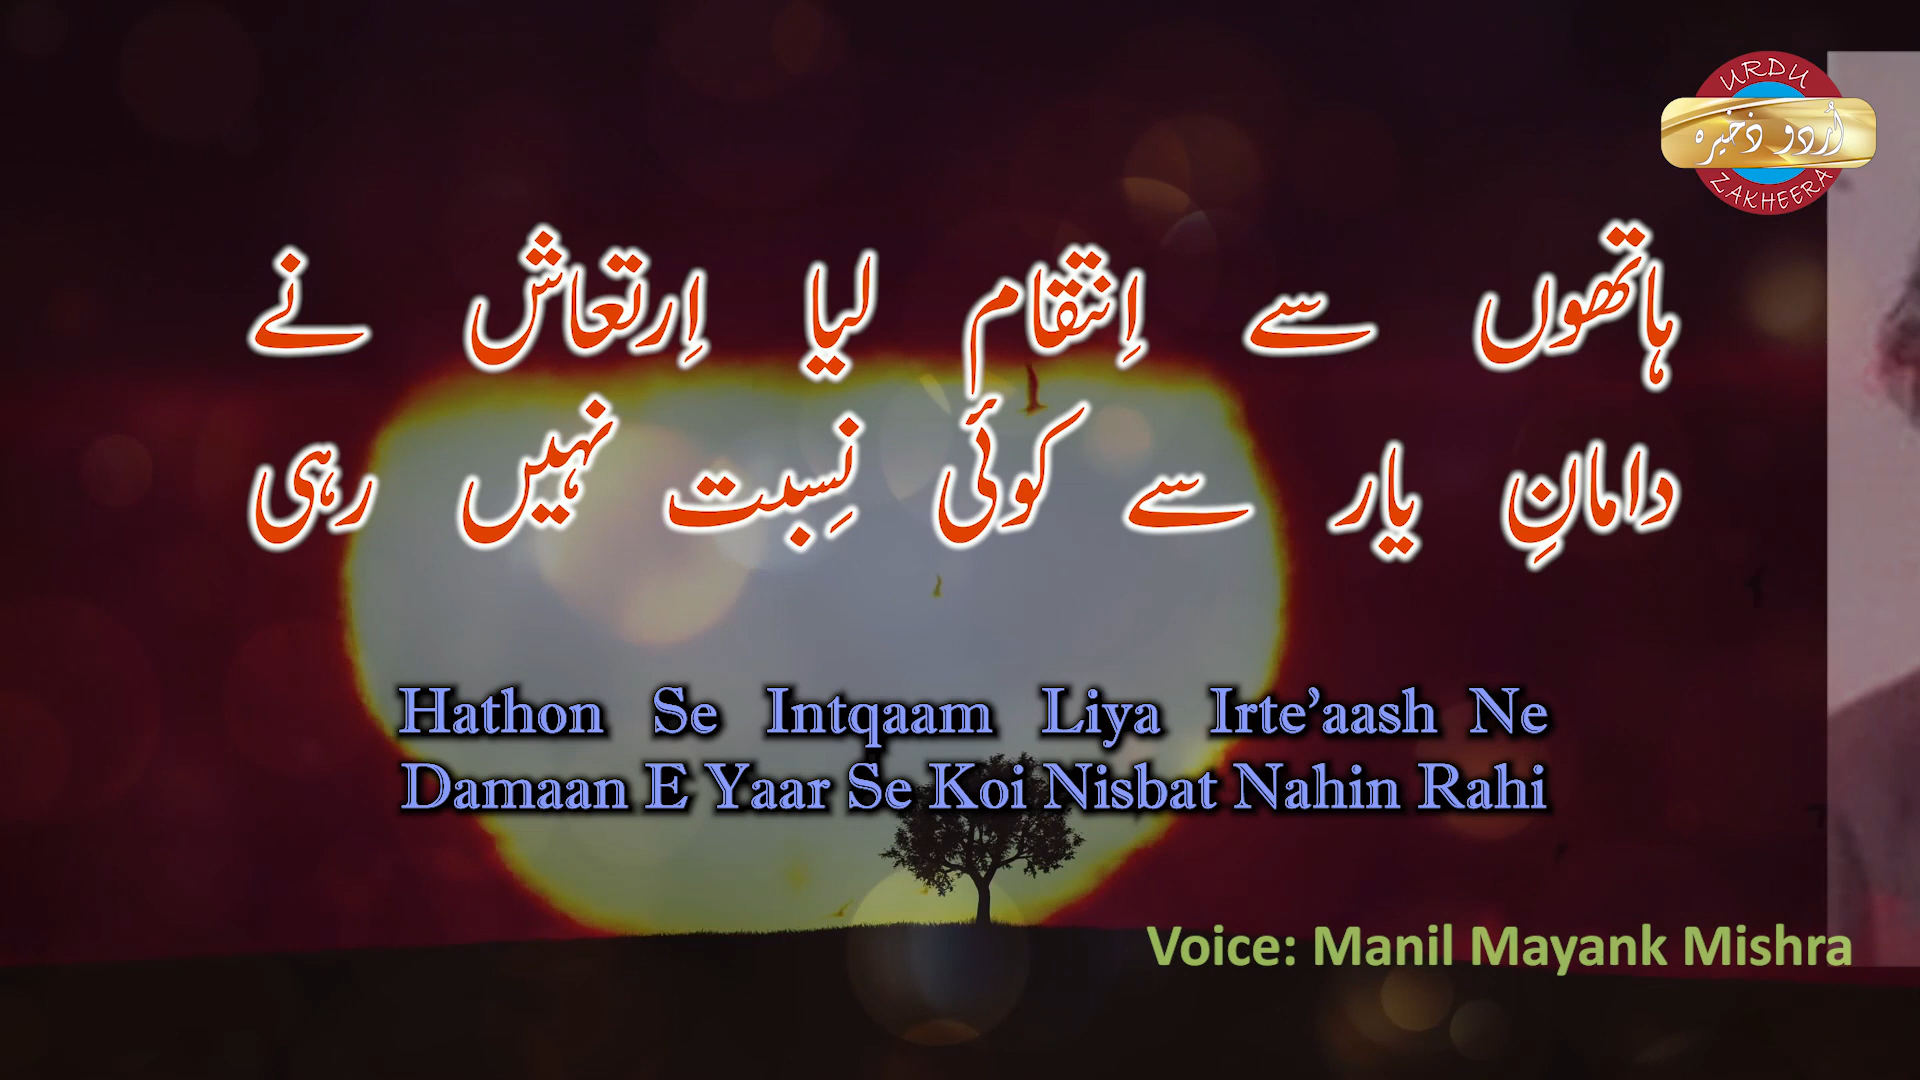 URDU
اُردو ذخیرہ
ZAKHEERA
ہاتھوں سے اِنتقام لیا اِرتعاش نے
دامانِ یار سے کوئی نِسبت نہیں رہی
Hathon Se Intqaam Liya Irte’aash Ne
Damaan E Yaar Se Koi Nisbat Nahin Rahi
Voice: Manil Mayank Mishra